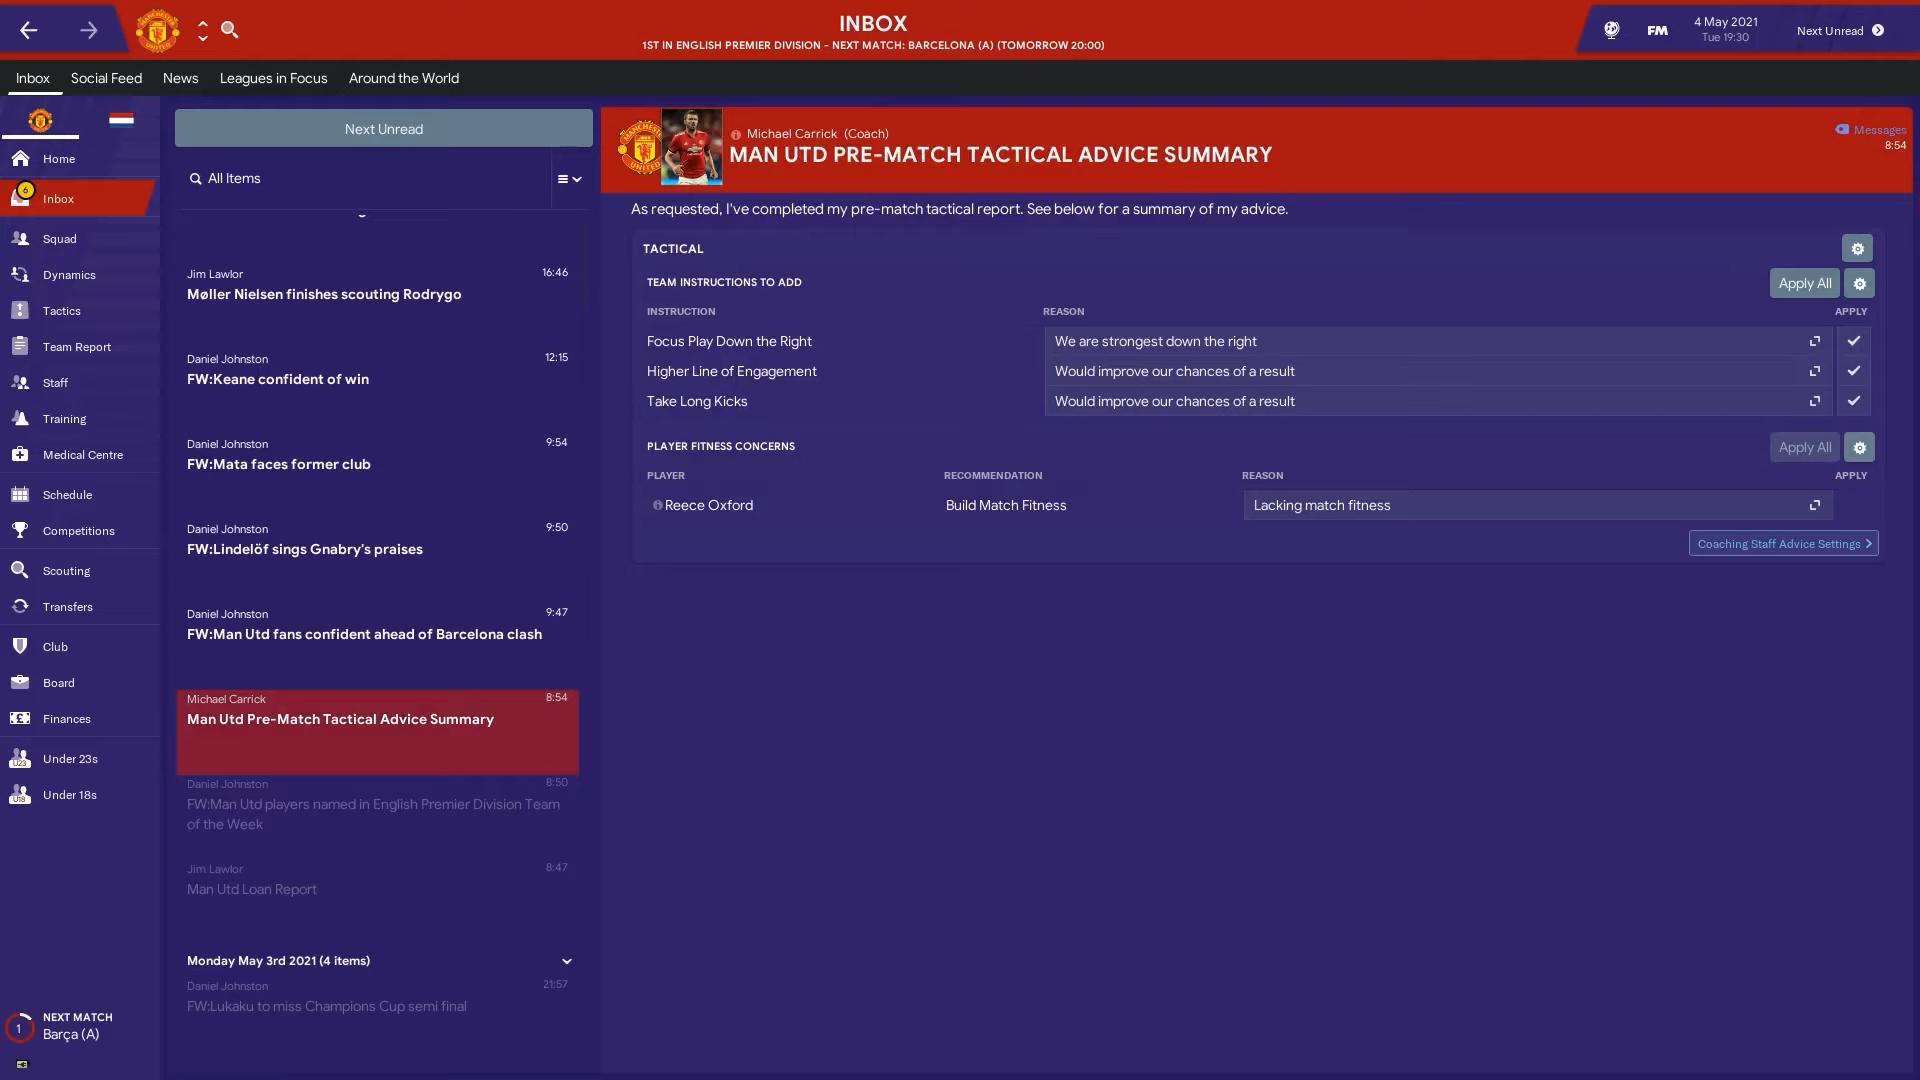 INBOX
1ST IN ENGLISH PREMIER DIVISION - NEXT MATCH: BARCELONA (A) (TOMORROW 20:00)
FM
4 May 2021
Tue 19:30
Next Unread
Inbox
Social Feed
News
Leagues in Focus
Around the World
Home
6
Inbox
Squad
Dynamics
Tactics
Team Report
Staff
Training
Medical Centre
Schedule
Competitions
Scouting
Transfers
Club
Board
Finances
U23
Under 23s
U18
Under 18s
1
NEXT MATCH
Barça (A)
Next Unread
All Items
Jim Lawlor
16:46
Møller Nielsen finishes scouting Rodrygo
Daniel Johnston
12:15
FW:Keane confident of win
Daniel Johnston
9:54
FW:Mata faces former club
Daniel Johnston
9:50
FW:Lindelöf sings Gnabry's praises
Daniel Johnston
9:47
FW:Man Utd fans confident ahead of Barcelona clash
Michael Carrick
8:54
Man Utd Pre-Match Tactical Advice Summary
Daniel Johnston
8:50
FW:Man Utd players named in English Premier Division Team
of the Week
Jim Lawlor
8:47
Man Utd Loan Report
Monday May 3rd 2021 (4 items)
Daniel Johnston
21:57
FW:Lukaku to miss Champions Cup semi final
MANCHESTER
UNITED
Michael Carrick (Coach)
MAN UTD PRE-MATCH TACTICAL ADVICE SUMMARY
Messages
8:54
As requested, I've completed my pre-match tactical report. See below for a summary of my advice.
TACTICAL
TEAM INSTRUCTIONS TO ADD
Apply All
INSTRUCTION
REASON
APPLY
Focus Play Down the Right
We are strongest down the right
Higher Line of Engagement
Would improve our chances of a result
Take Long Kicks
Would improve our chances of a result
PLAYER FITNESS CONCERNS
Apply All
PLAYER
RECOMMENDATION
REASON
APPLY
Reece Oxford
Build Match Fitness
Lacking match fitness
Coaching Staff Advice Settings